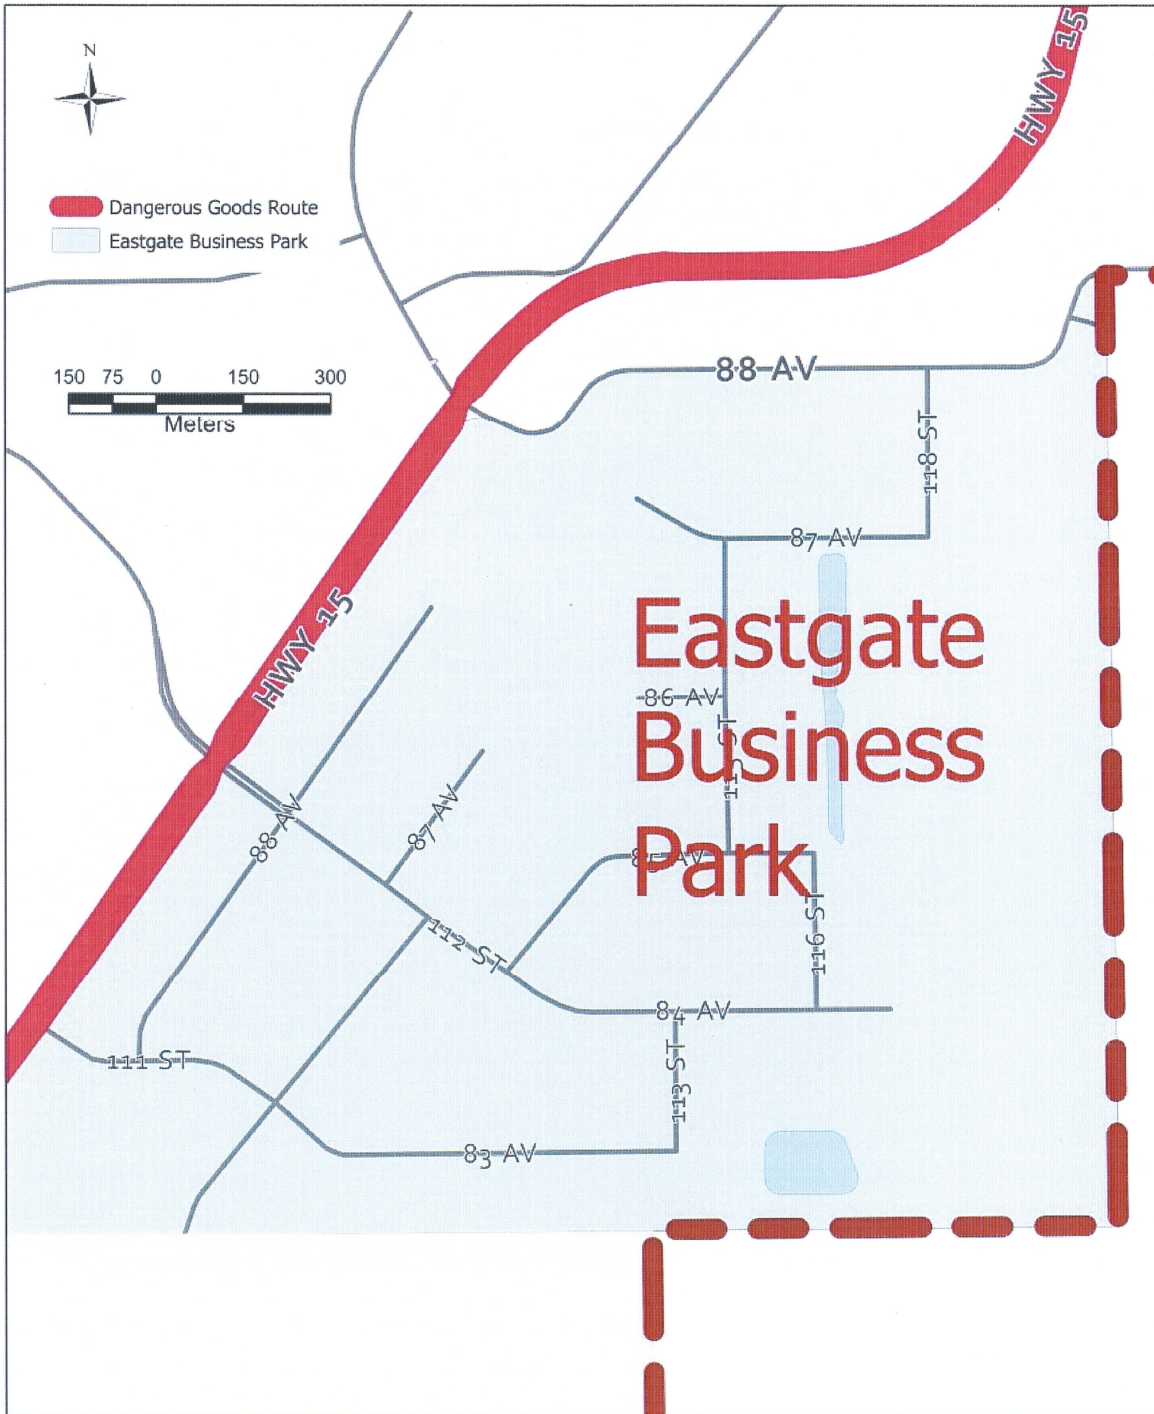 HWY 15
N
Dangerous Goods Route
Eastgate Business Park
150 75 0 150 300
Meters
88 AV
118 ST
87 AV
HWY 15
Eastgate
86 AV
Business
115 ST
88 AV
87 AV
85 AV
Park
112 ST
116 ST
84 AV
111 ST
113 ST
83 AV